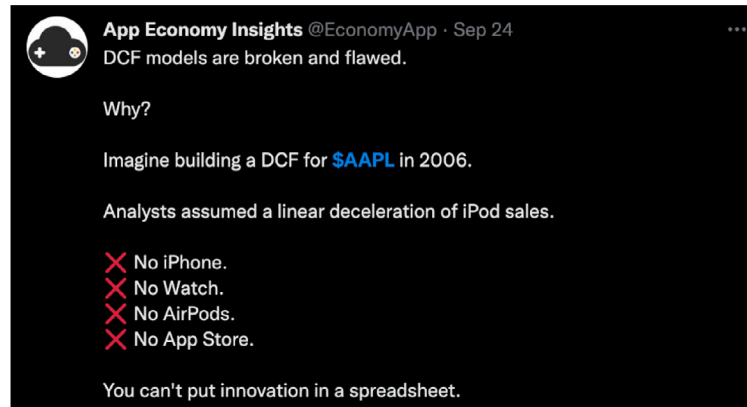 App Economy Insights @EconomyApp · Sep 24
DCF models are broken and flawed.
Why?
Imagine building a DCF for $AAPL in 2006.
Analysts assumed a linear deceleration of iPod sales.
❌ No iPhone.
❌ No Watch.
❌ No AirPods.
❌ No App Store.
You can't put innovation in a spreadsheet.